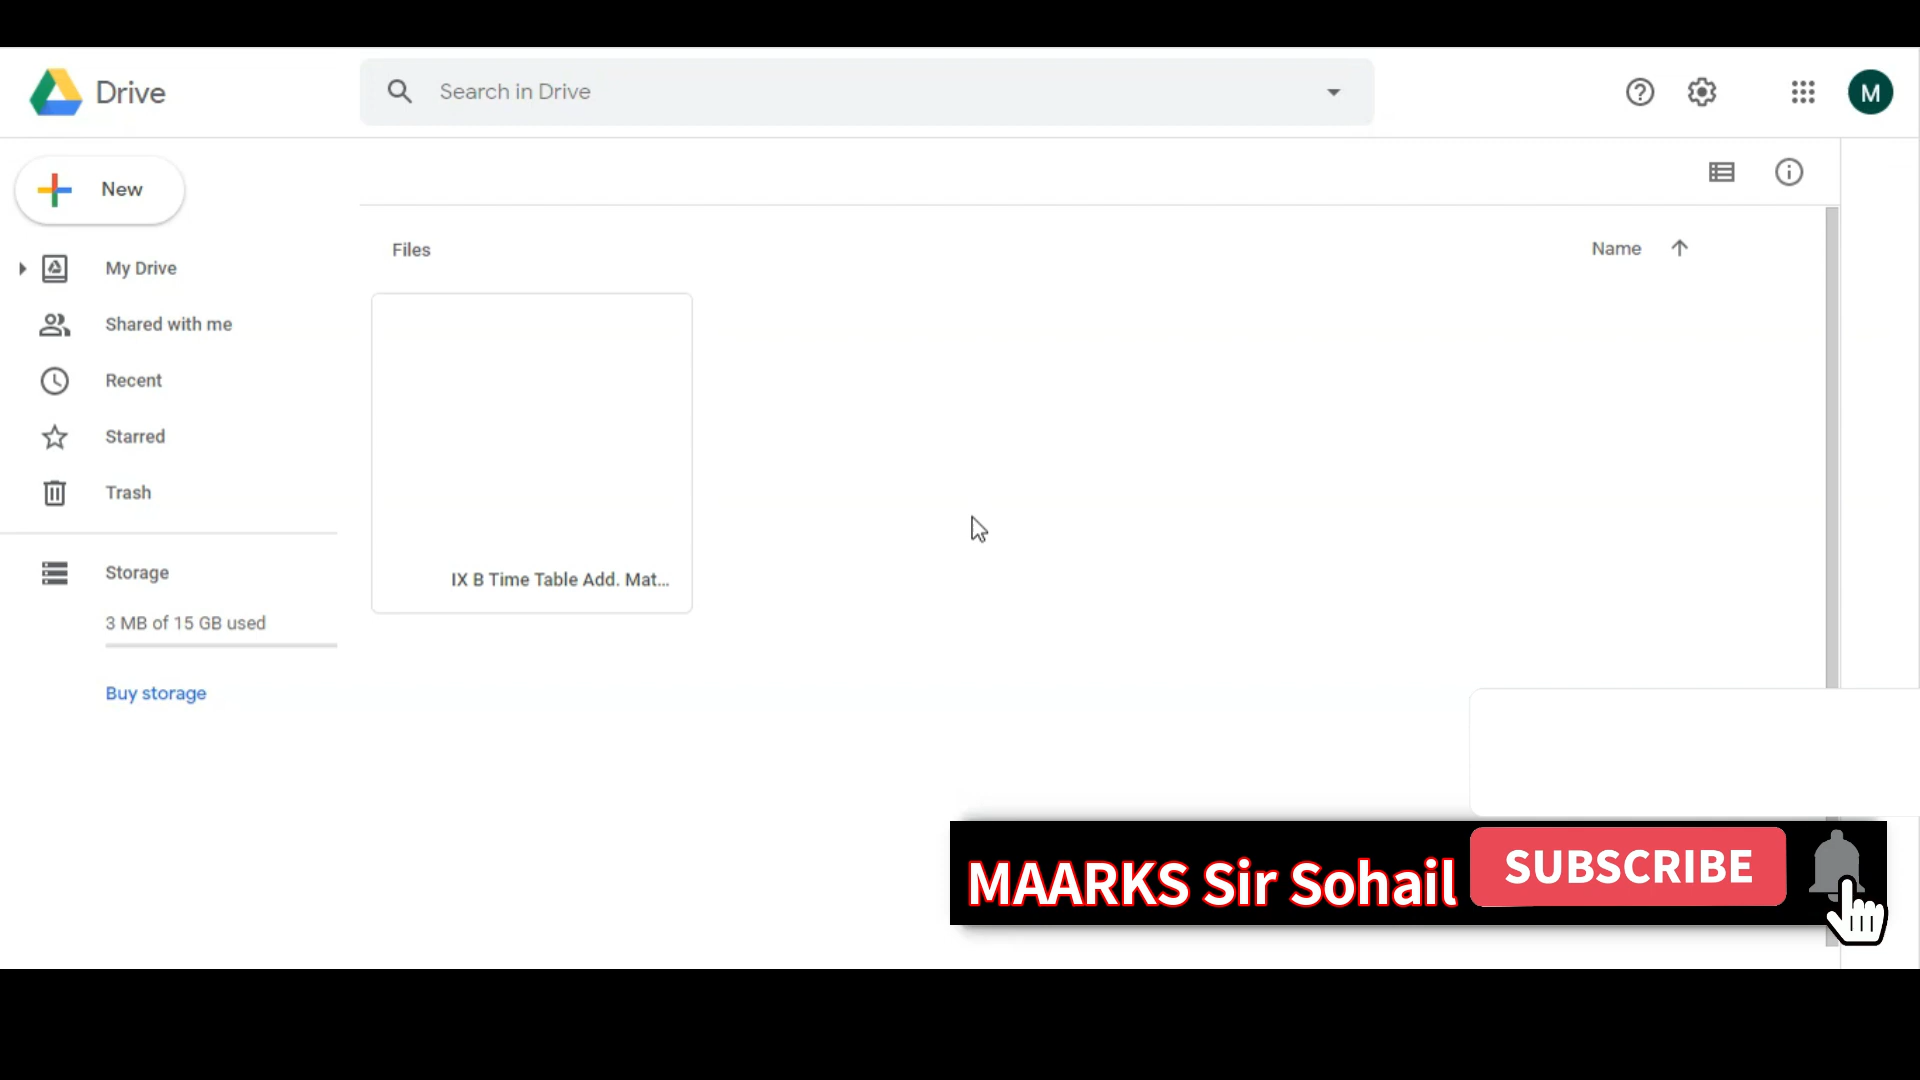 Drive
Search in Drive
M
New
My Drive
Shared with me
Recent
Starred
Trash
Storage
3 MB of 15 GB used
Buy storage
Files
Name
IX B Time Table Add. Mat...
MAARKS Sir Sohail
SUBSCRIBE